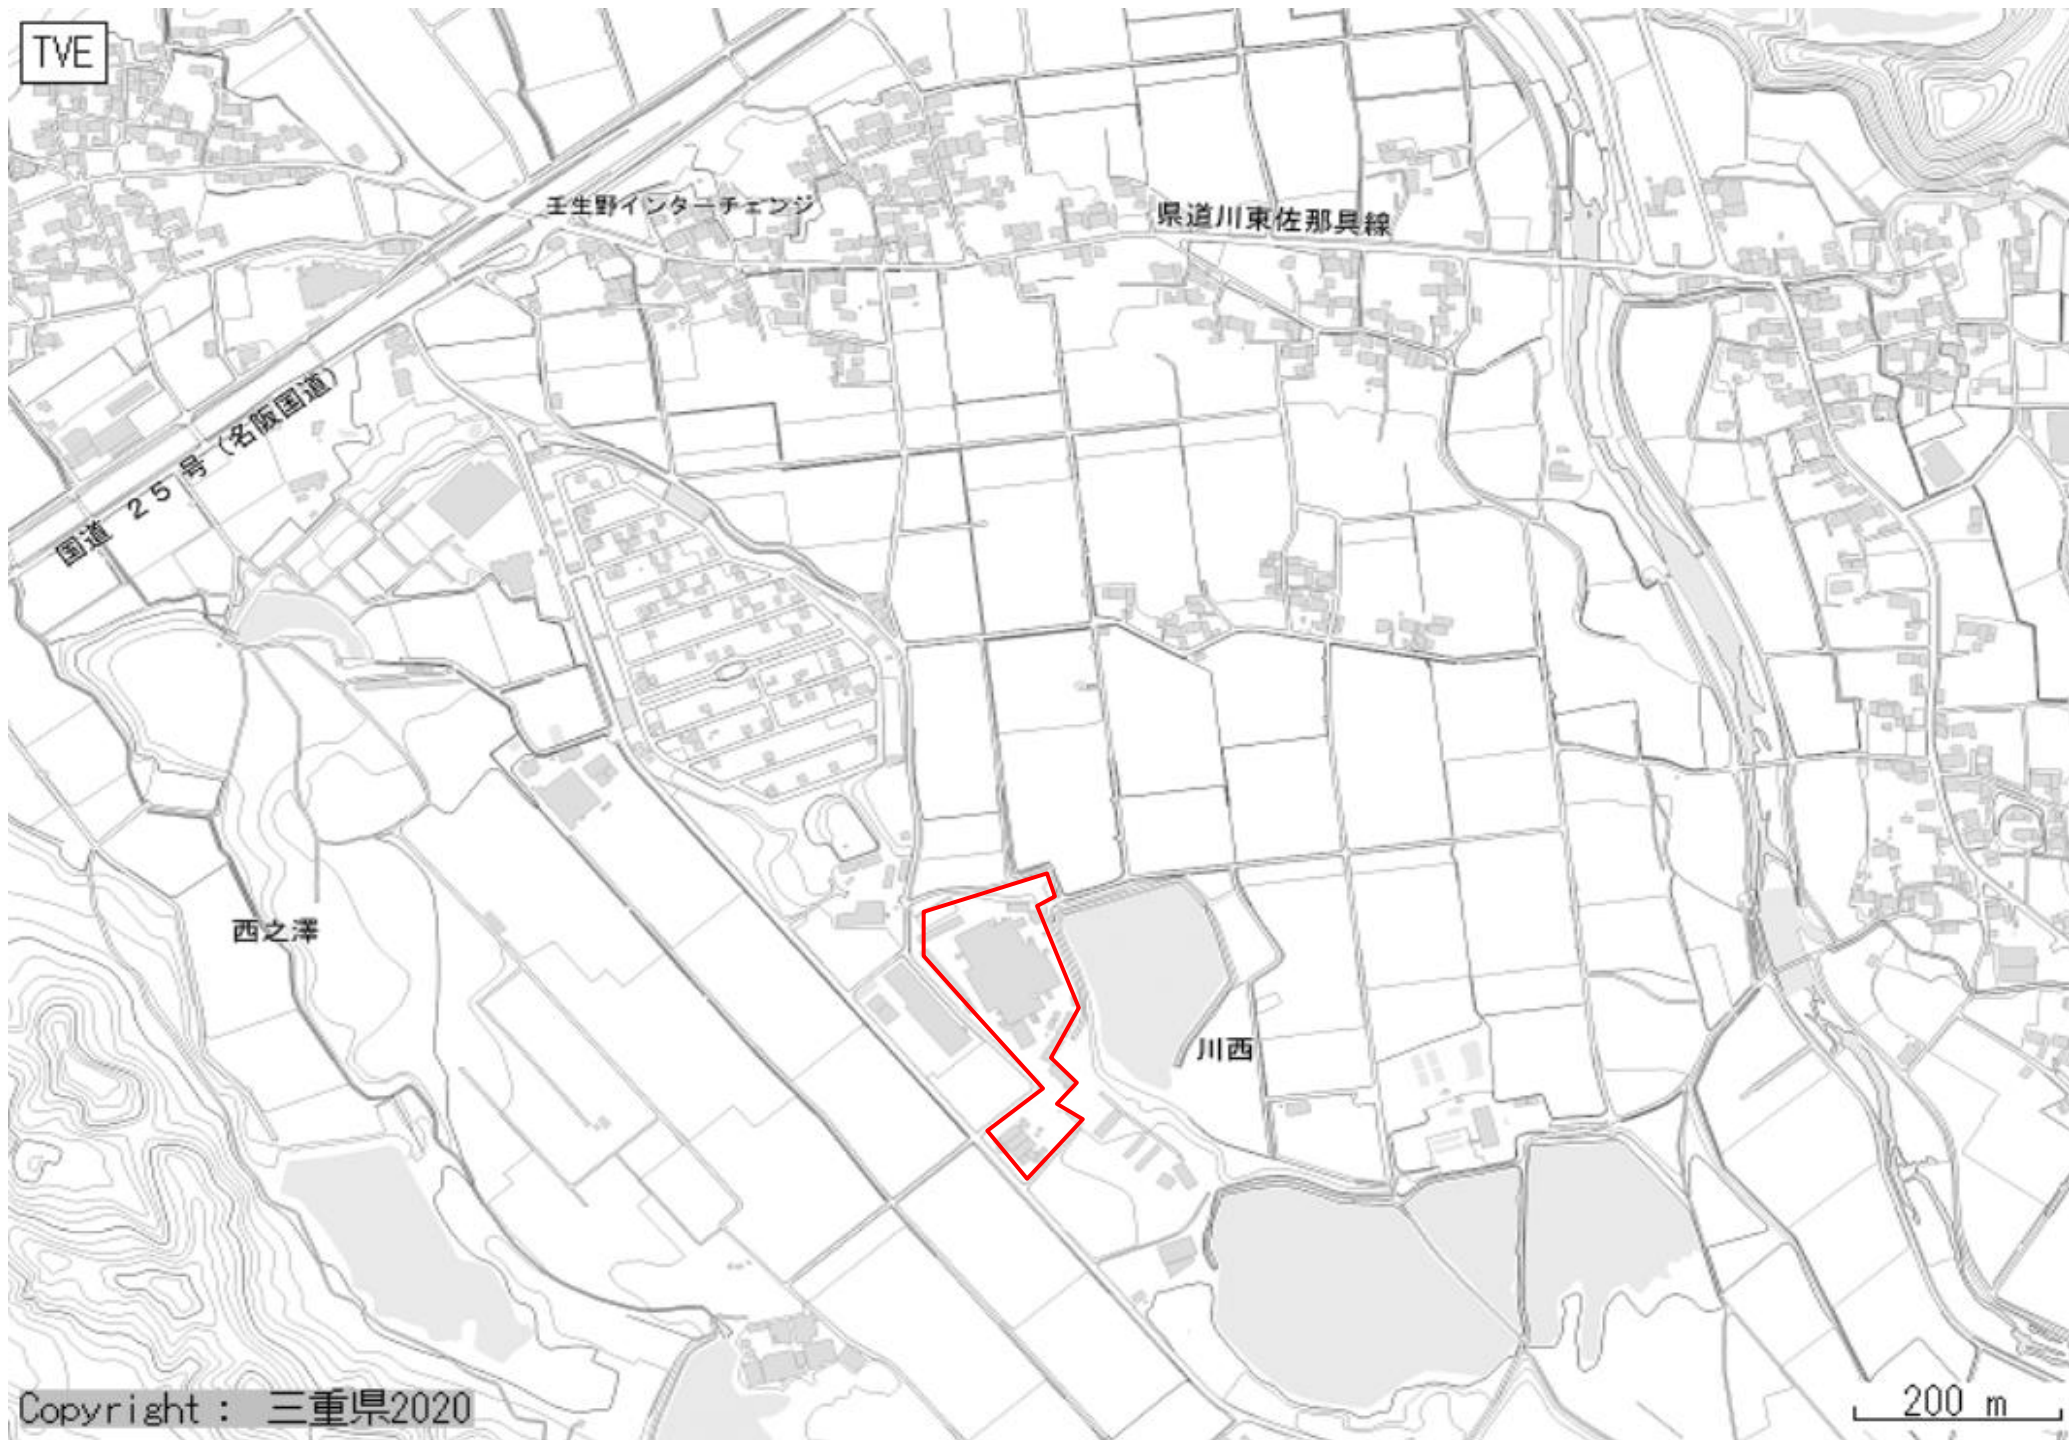 TVE
壬生野インターチェンジ
県道川東佐那具線
国道 25号(名阪国道)
西之澤
川西
Copyright : 三重県2020
200 m